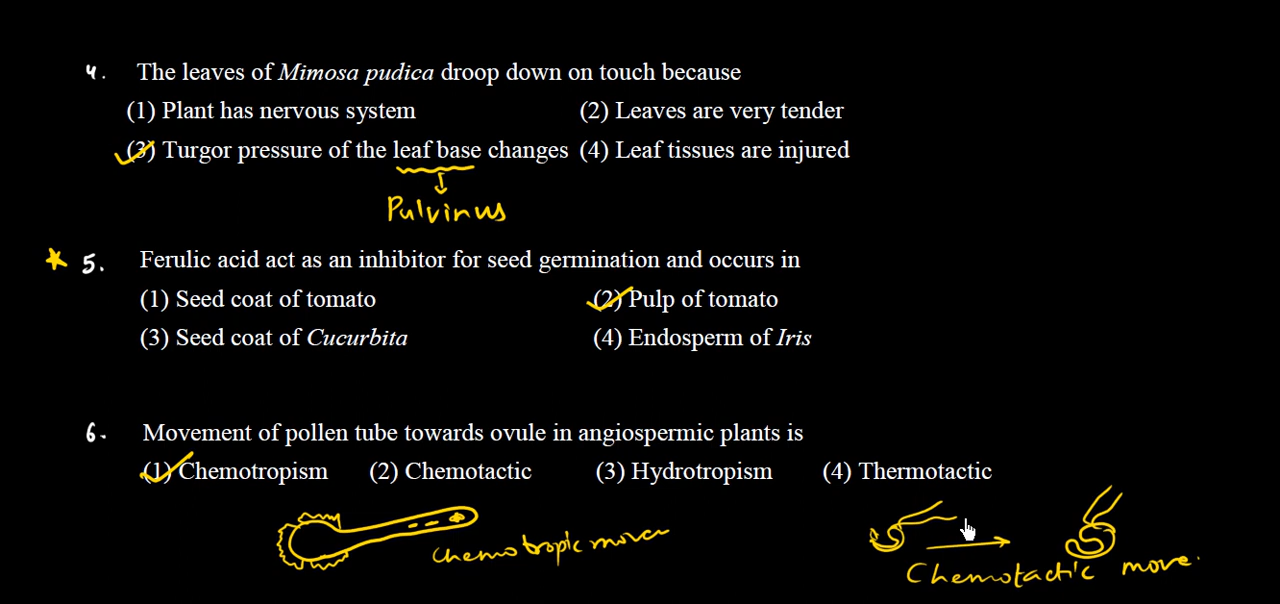 4. The leaves of Mimosa pudica droop down on touch because
(1) Plant has nervous system (2) Leaves are very tender
(3) Turgor pressure of the leaf base changes (4) Leaf tissues are injured
Pulvinus
5. Ferulic acid act as an inhibitor for seed germination and occurs in
(1) Seed coat of tomato (2) Pulp of tomato
(3) Seed coat of Cucurbita (4) Endosperm of Iris
6. Movement of pollen tube towards ovule in angiospermic plants is
(1) Chemotropism (2) Chemotactic (3) Hydrotropism (4) Thermotactic
chemotropic move
Chemotactic move.